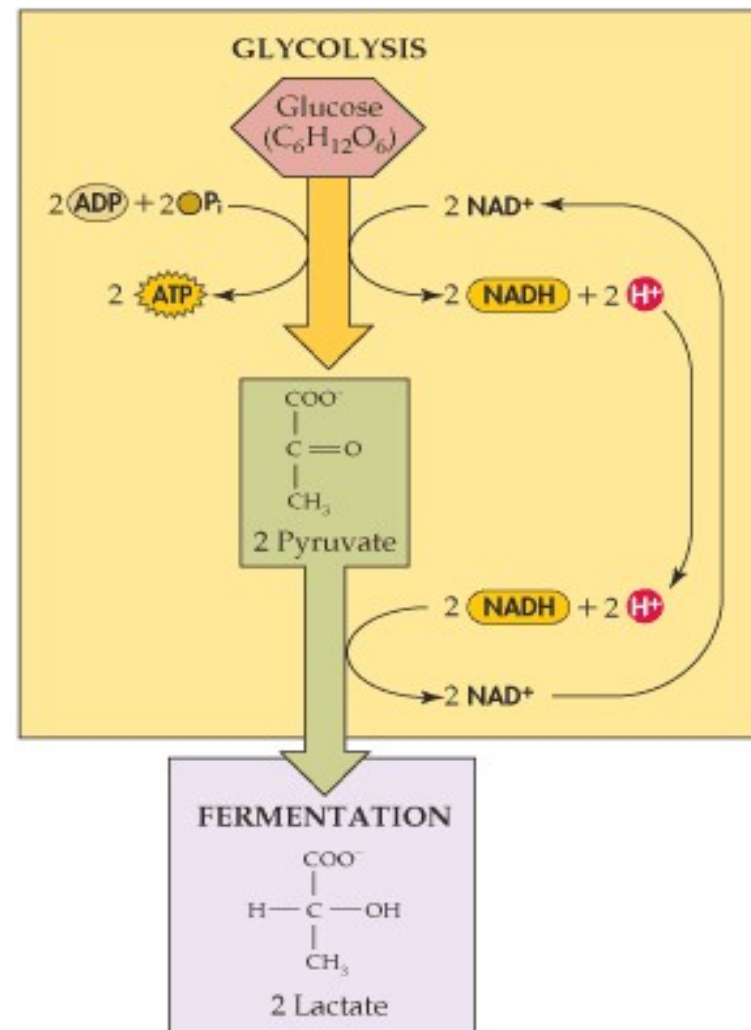 GLYCOLYSIS
Glucose
(C₆H₁₂O₆)
2 ADP + 2 Pᵢ
2 NAD+
2 ATP
2 NADH + 2 H+
COO⁻
C=O
CH₃
2 Pyruvate
2 NADH + 2 H+
2 NAD+
FERMENTATION
COO⁻
H—C—OH
CH₃
2 Lactate